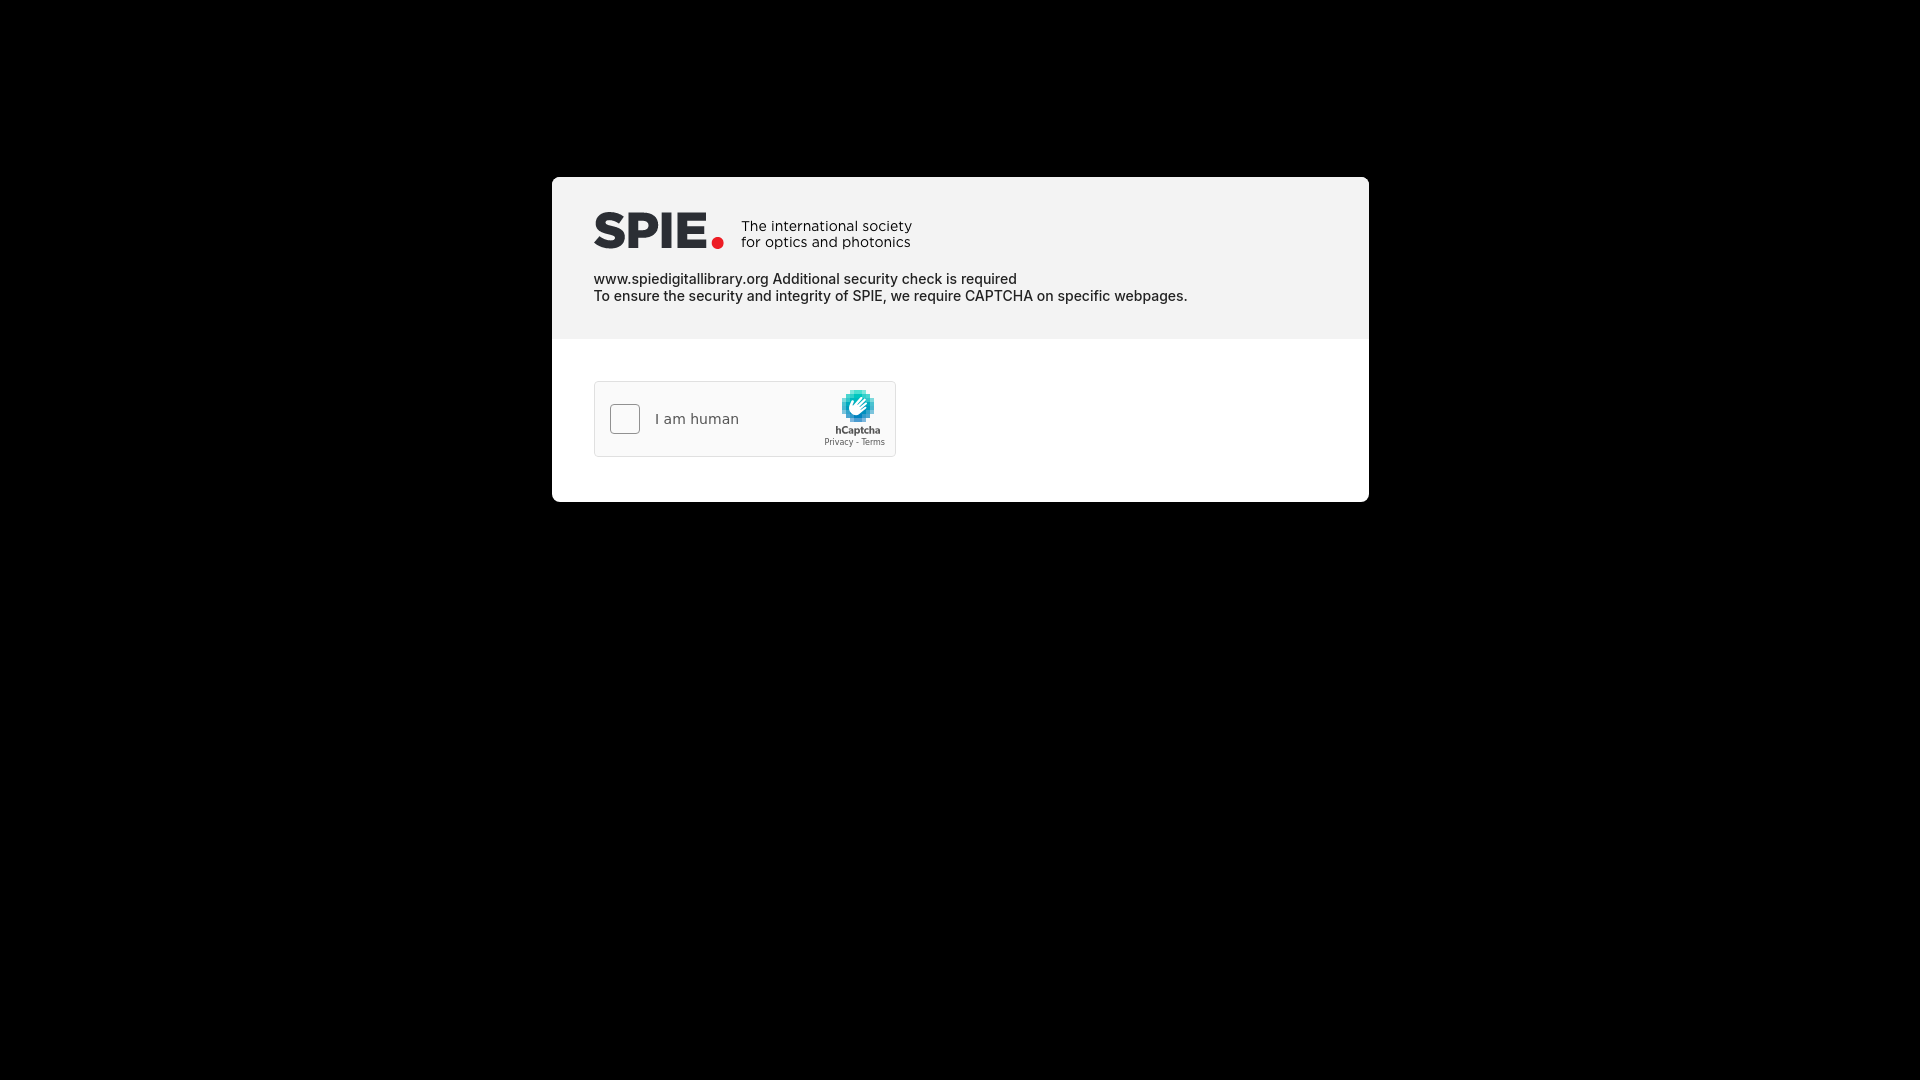 SPIE.
The international society
for optics and photonics
www.spiedigitallibrary.org Additional security check is required
To ensure the security and integrity of SPIE, we require CAPTCHA on specific webpages.
I am human
hCaptcha
Privacy - Terms